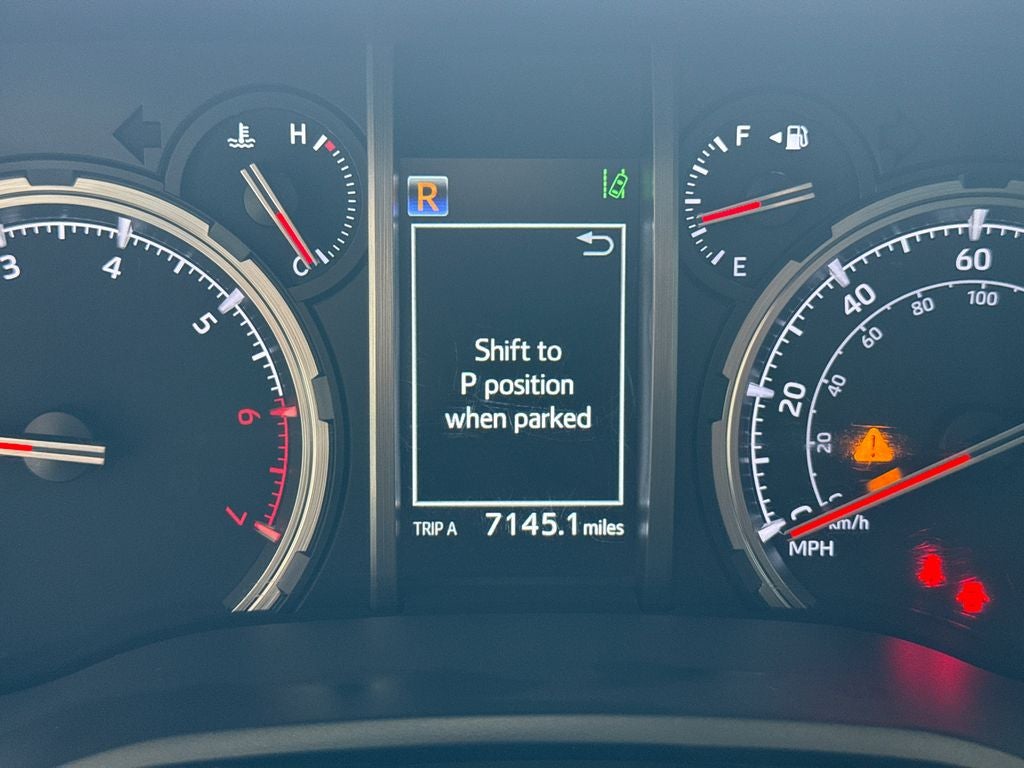 H
C
3
4
5
6
7
R
Shift to
P position
when parked
TRIP A 7145.1 miles
F
E
60
40
20
0
100
80
60
40
20
km/h
MPH